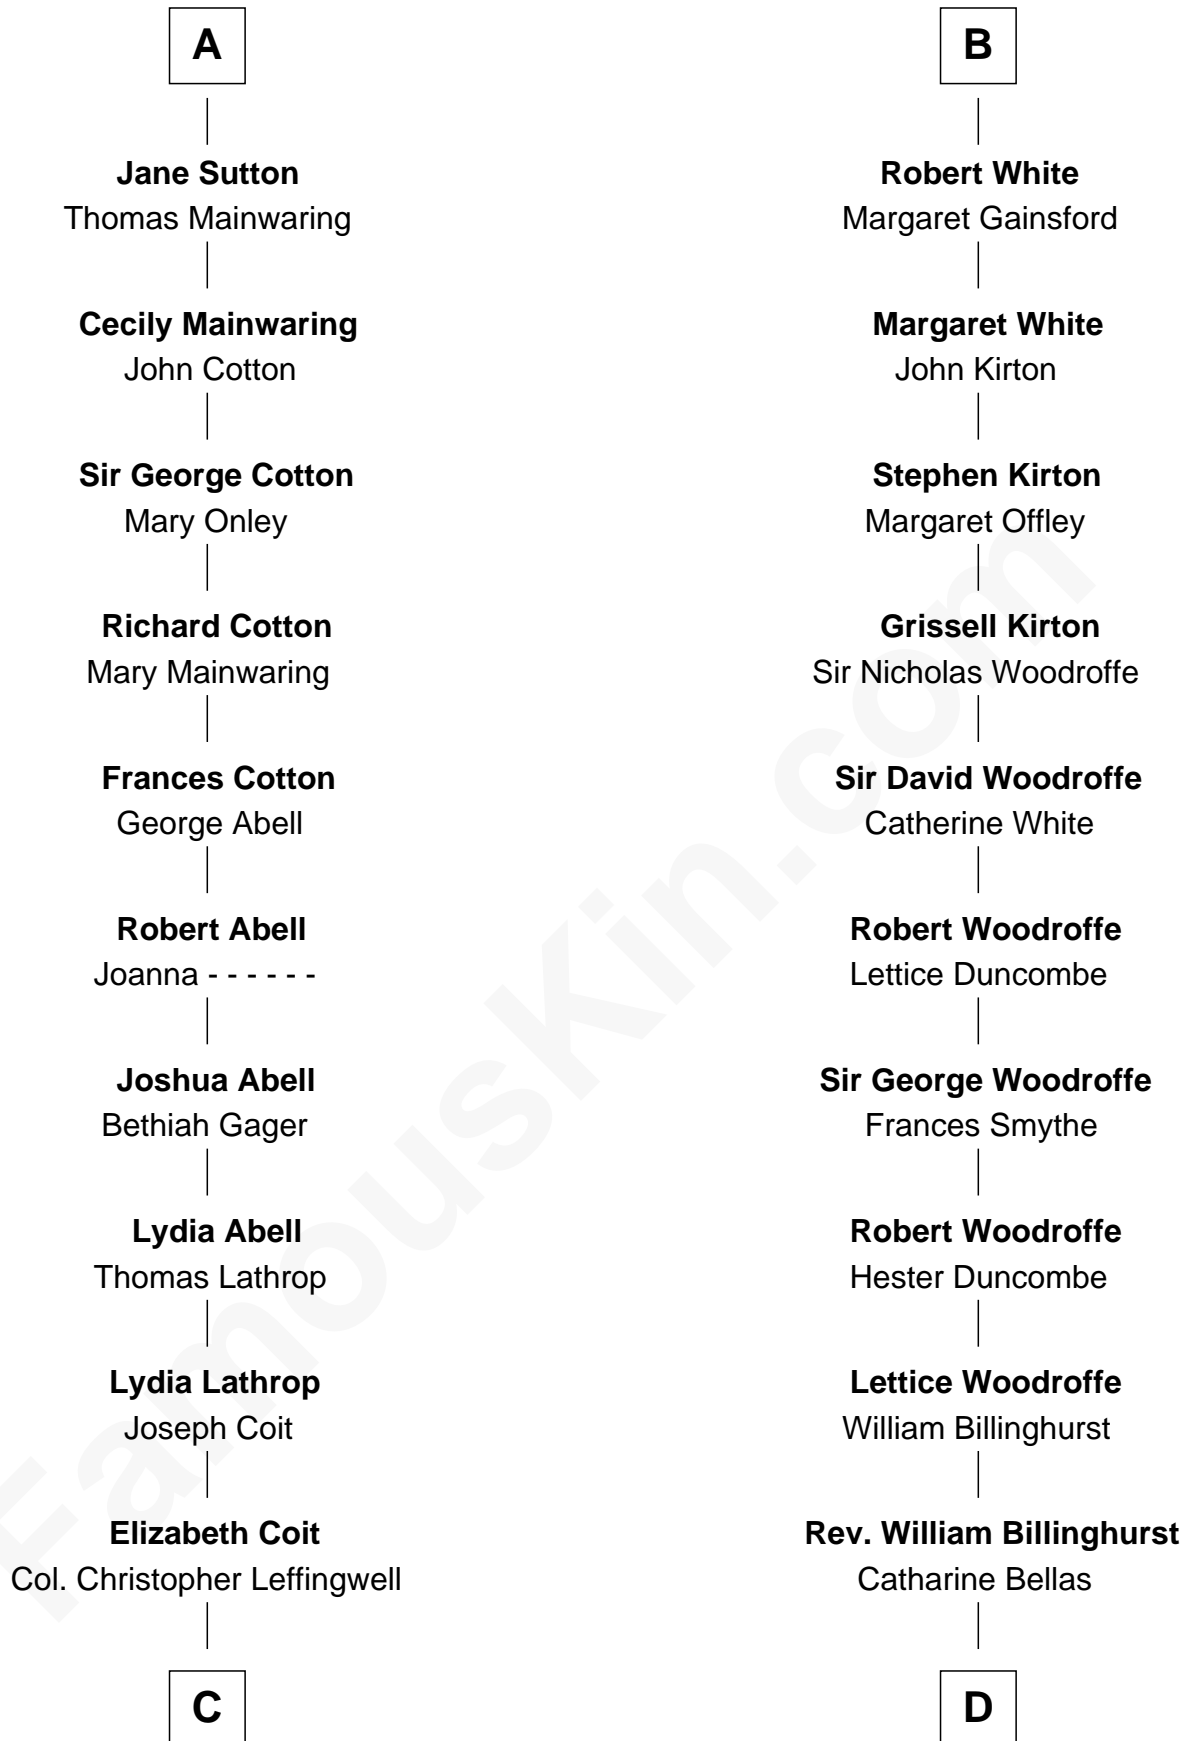 A
Jane Sutton
Thomas Mainwaring
Cecily Mainwaring
John Cotton
Sir George Cotton
Mary Onley
Richard Cotton
Mary Mainwaring
Frances Cotton
George Abell
Robert Abell
Joanna - - - - - -
Joshua Abell
Bethiah Gager
Lydia Abell
Thomas Lathrop
Lydia Lathrop
Joseph Coit
Elizabeth Coit
Col. Christopher Leffingwell
C
B
Robert White
Margaret Gainsford
Margaret White
John Kirton
Stephen Kirton
Margaret Offley
Grissell Kirton
Sir Nicholas Woodroffe
Sir David Woodroffe
Catherine White
Robert Woodroffe
Lettice Duncombe
Sir George Woodroffe
Frances Smythe
Robert Woodroffe
Hester Duncombe
Lettice Woodroffe
William Billinghurst
Rev. William Billinghurst
Catharine Bellas
D
FamousKin.com